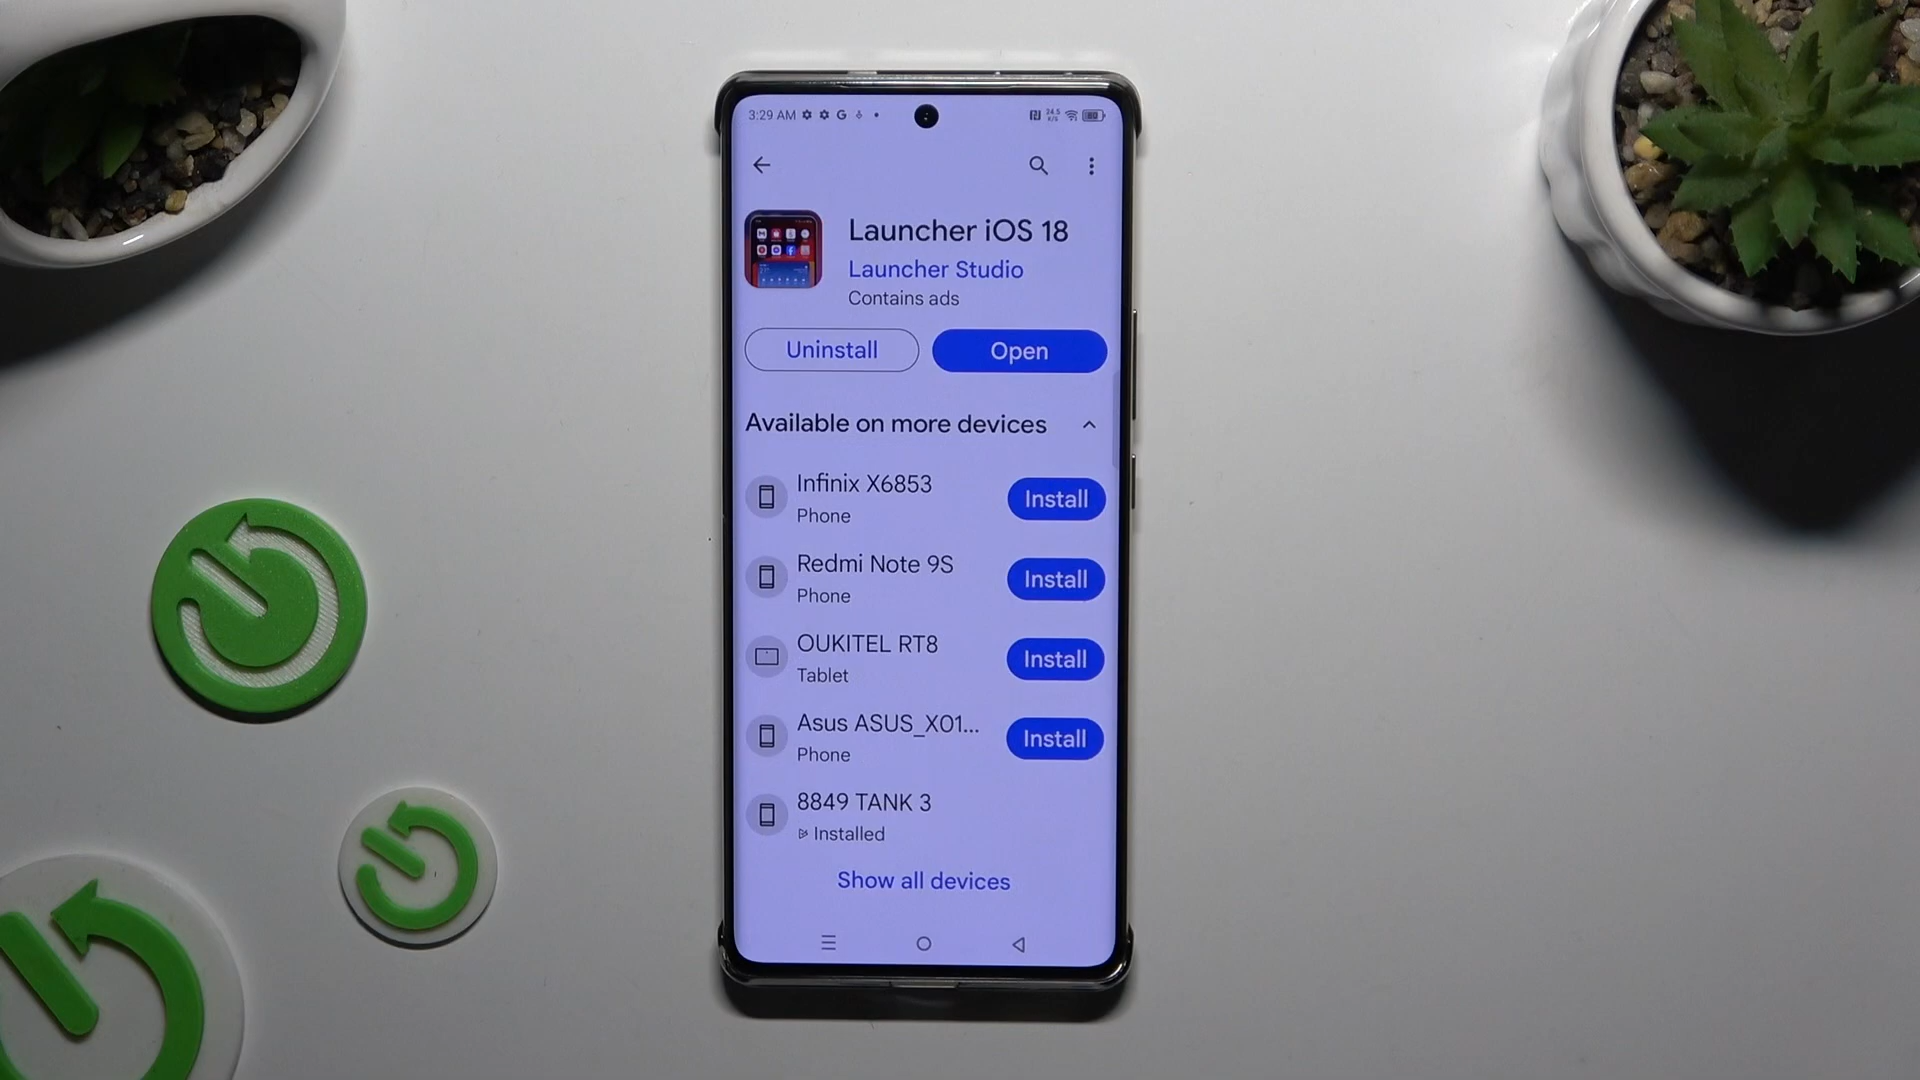 3:29 AM
24.5
K/S
Launcher iOS 18
Launcher Studio
Contains ads
Uninstall
Open
Available on more devices
Infinix X6853
Phone
Install
Redmi Note 9S
Phone
Install
OUKITEL RT8
Tablet
Install
Asus ASUS_X01...
Phone
Install
8849 TANK 3
Installed
Show all devices